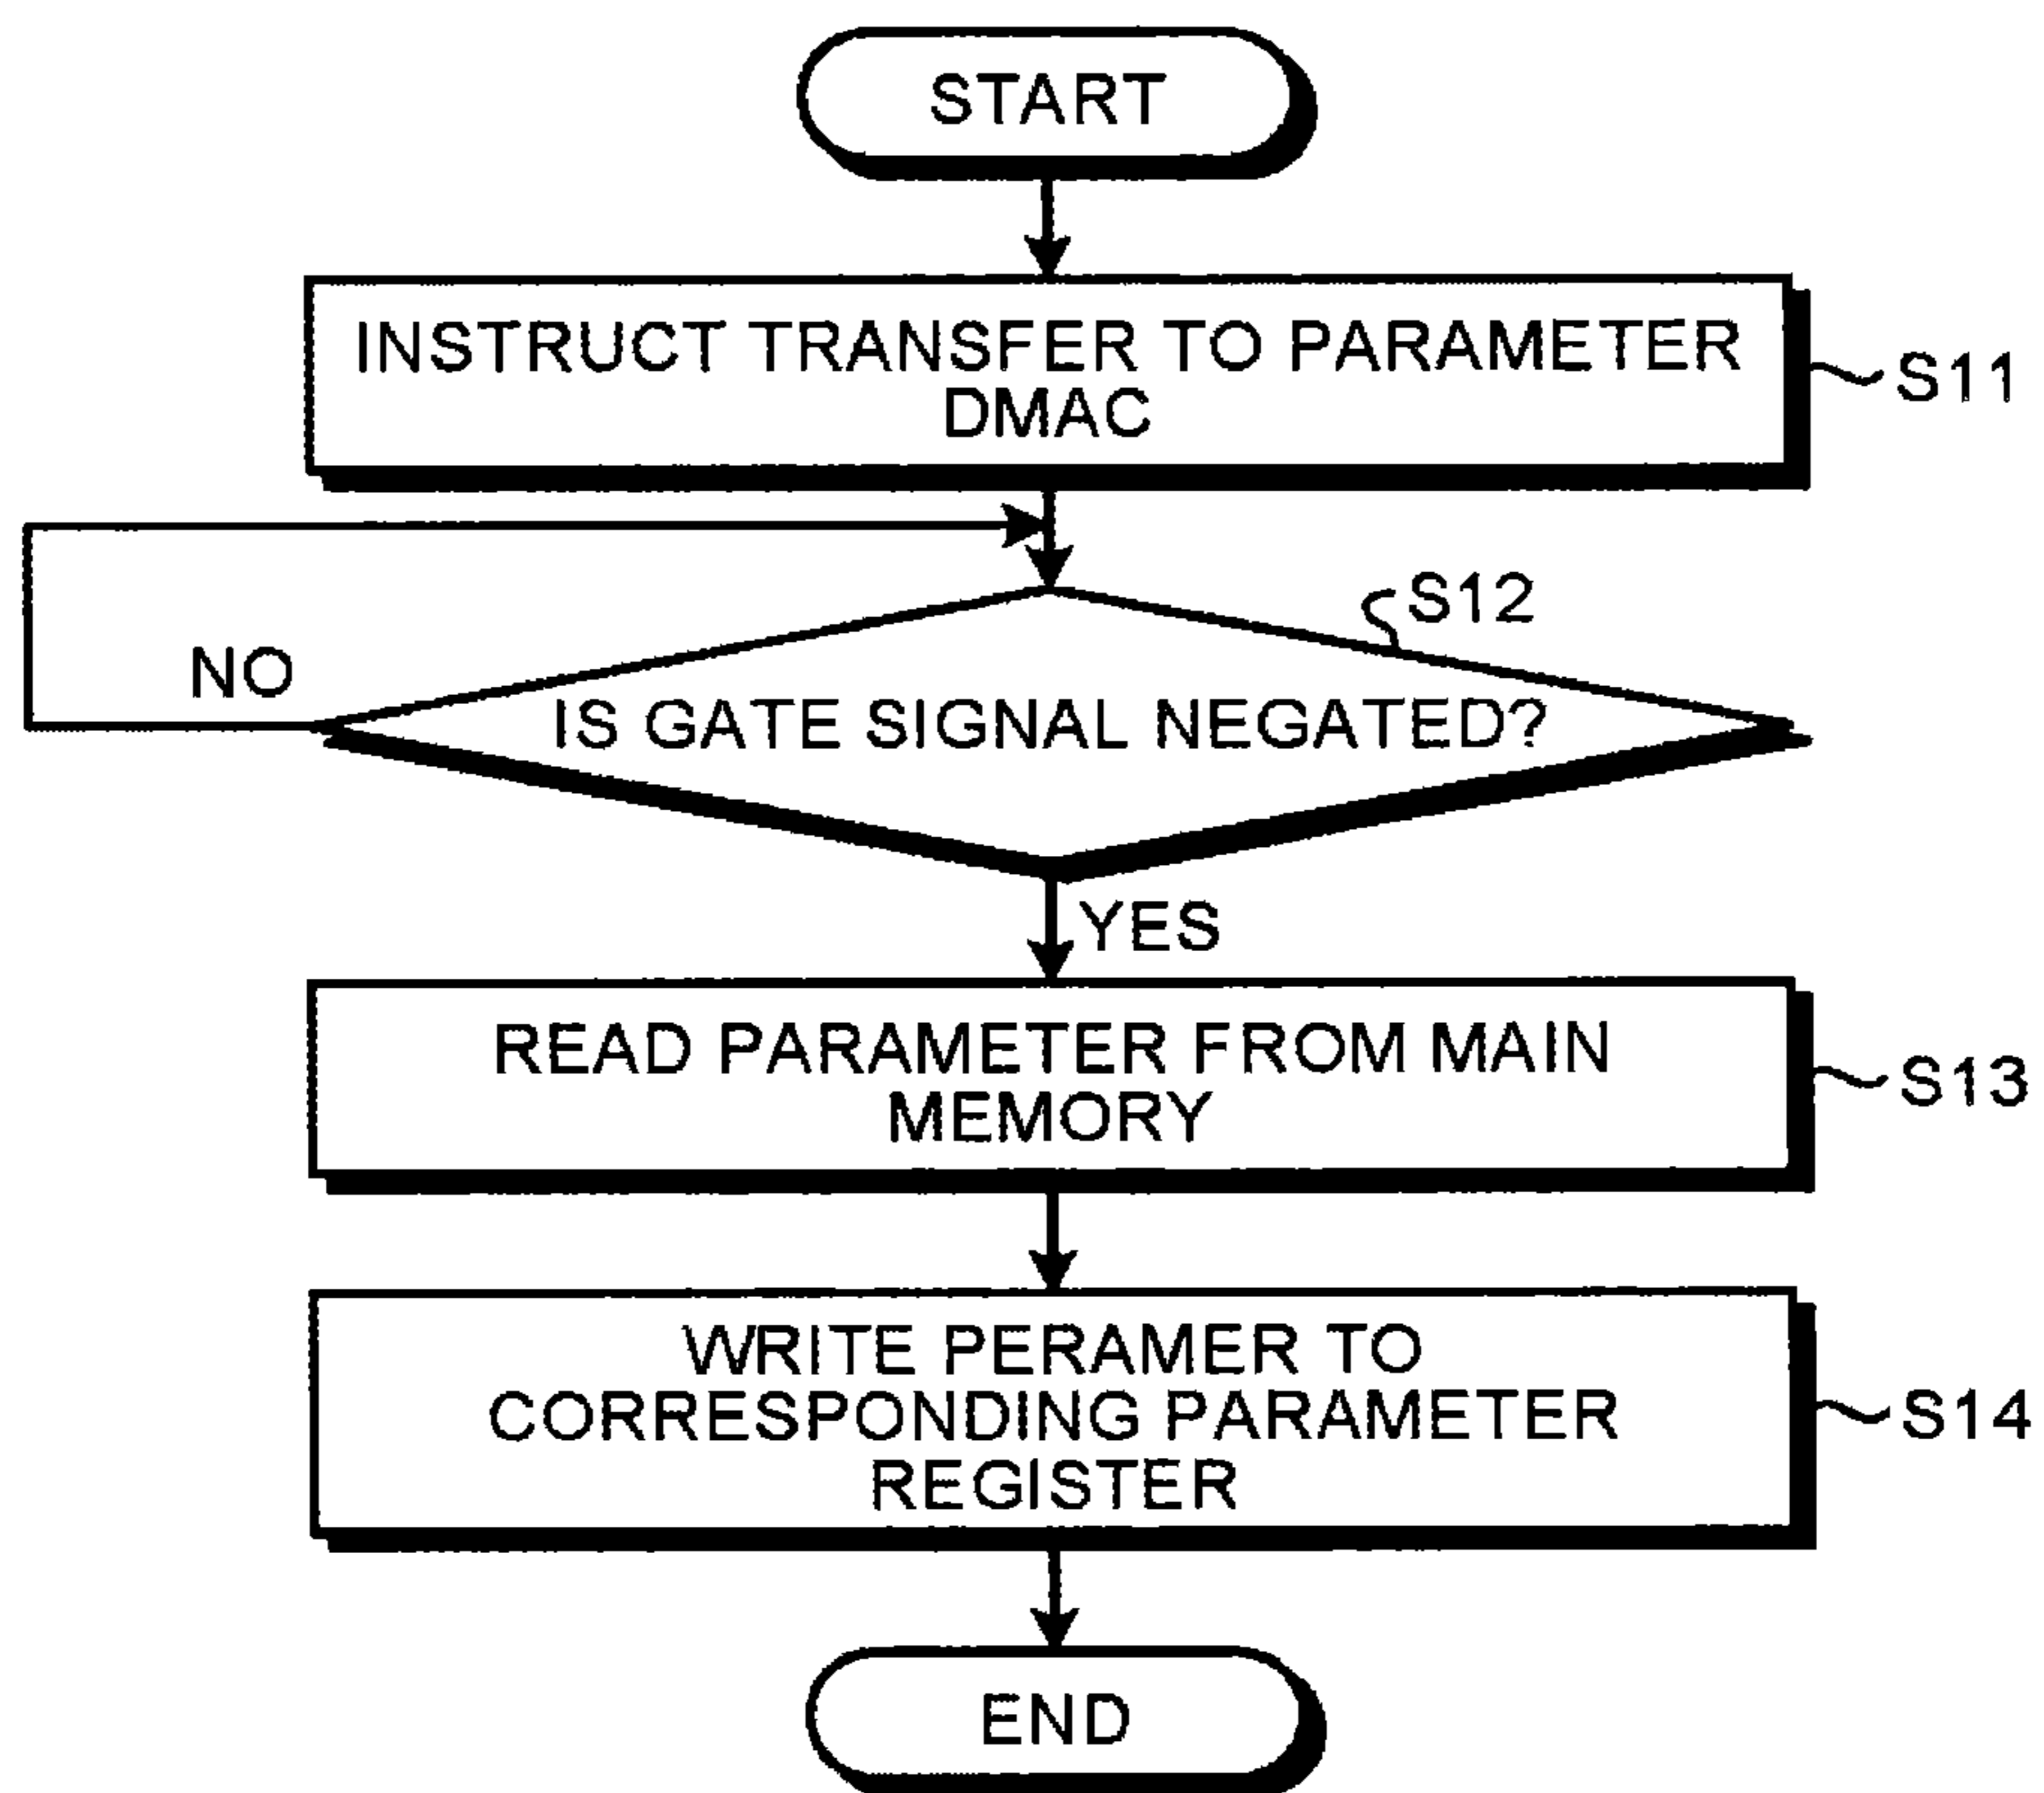 START
INSTRUCT TRANSFER TO PARAMETER
DMAC
S11
S12
NO
IS GATE SIGNAL NEGATED?
YES
READ PARAMETER FROM MAIN
MEMORY
S13
WRITE PERAMER TO
CORRESPONDING PARAMETER
REGISTER
S14
END